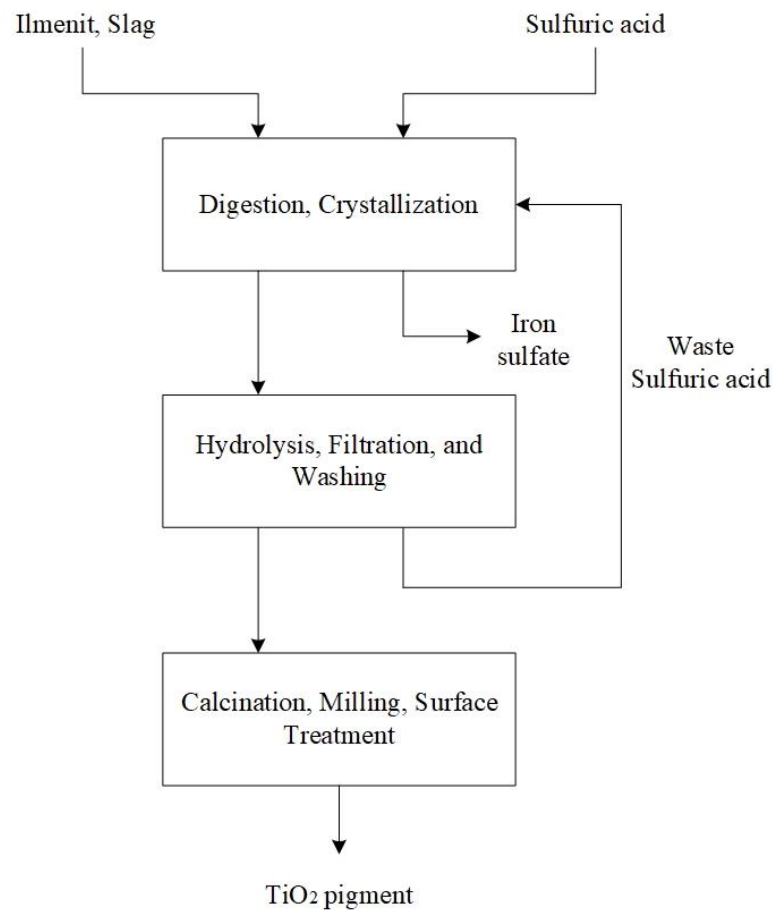 Ilmenit, Slag
Sulfuric acid
Digestion, Crystallization
Iron
sulfate
Waste
Sulfuric acid
Hydrolysis, Filtration, and
Washing
Calcination, Milling, Surface
Treatment
TiO₂ pigment